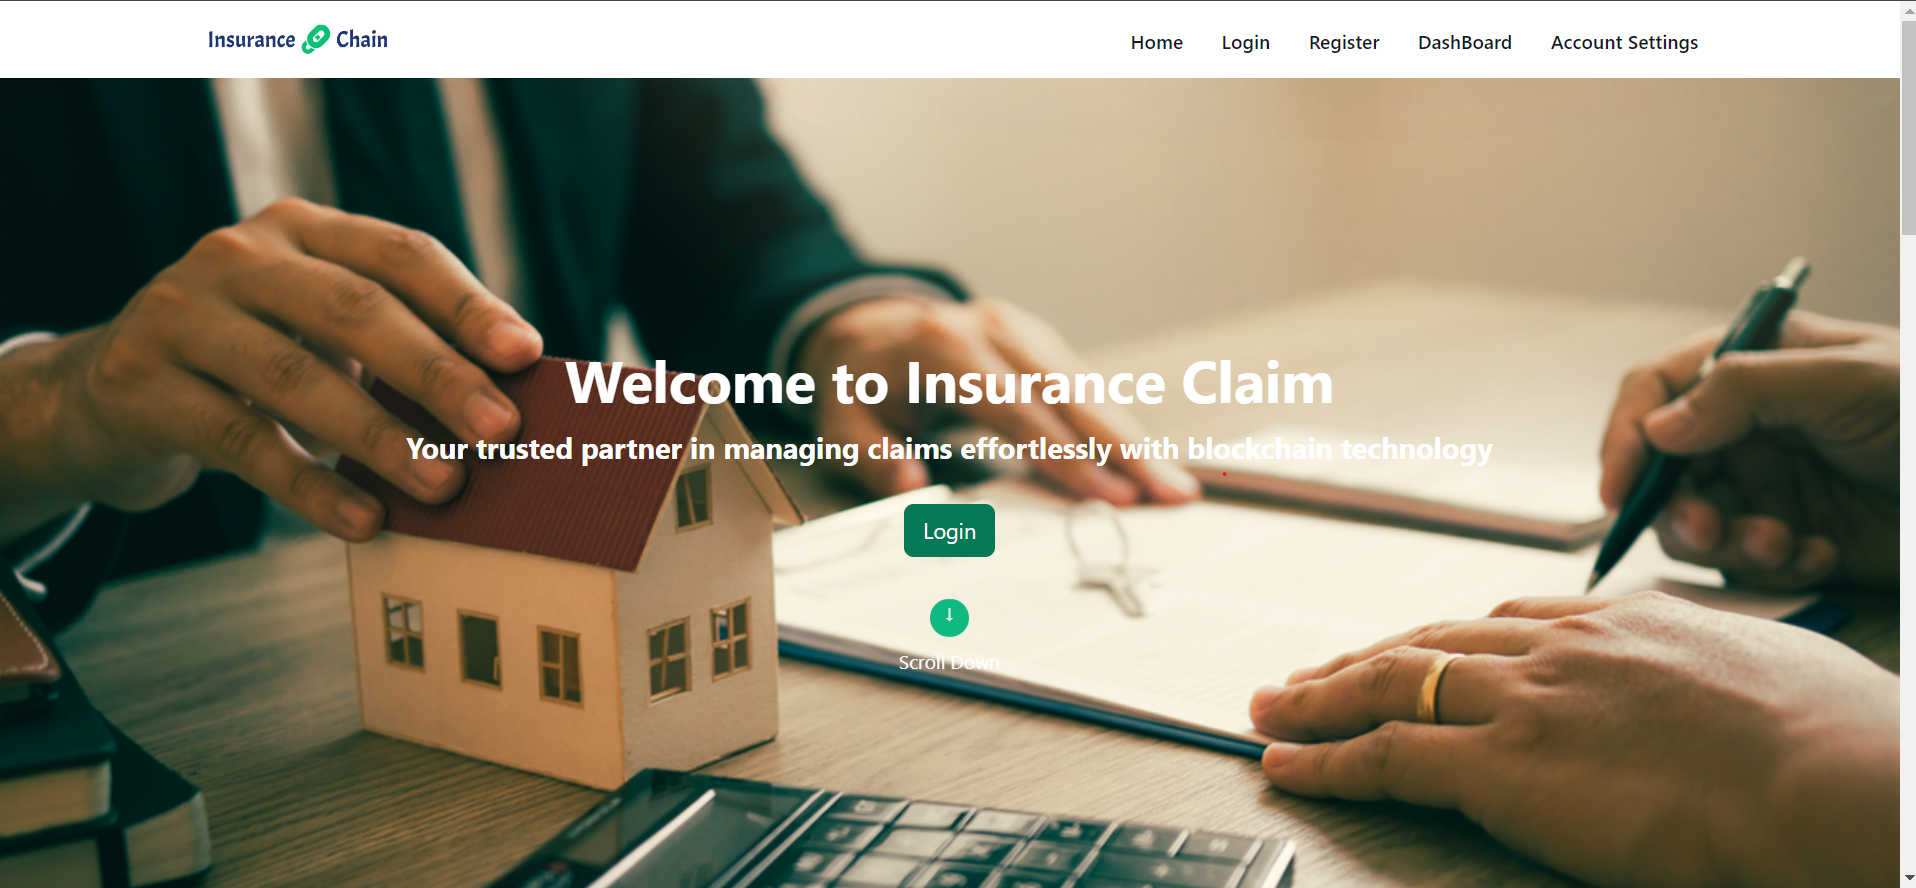 Insurance Chain
Home Login Register DashBoard Account Settings
Welcome to Insurance Claim
Your trusted partner in managing claims effortlessly with blockchain technology
Login
↓
Scroll Down